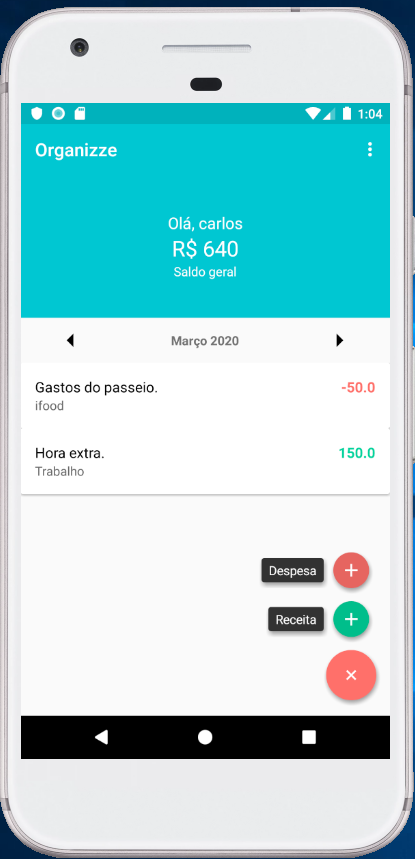 1:04
Organizze
Olá, carlos
R$ 640
Saldo geral
Março 2020
Gastos do passeio. -50.0
ifood
Hora extra. 150.0
Trabalho
Despesa
Receita